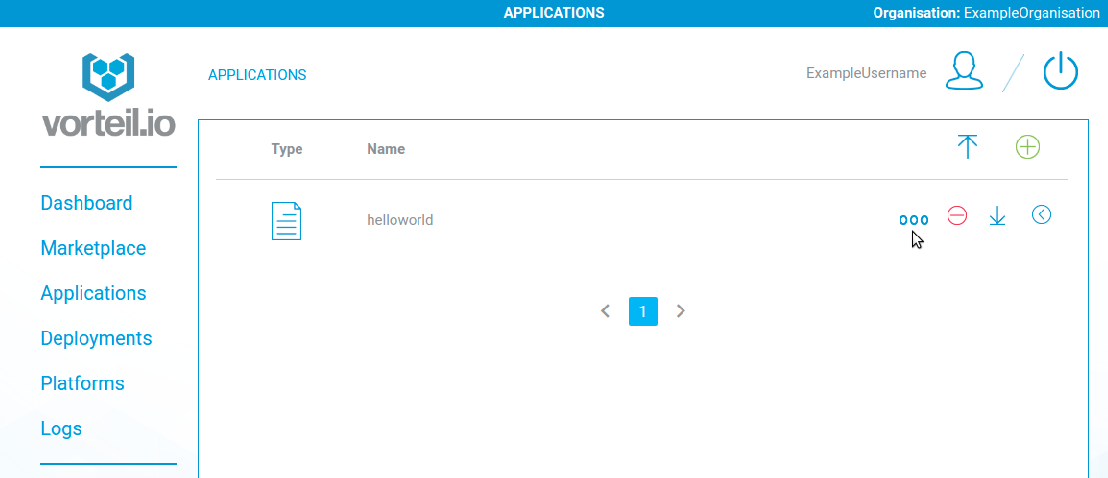 APPLICATIONS
Organisation: ExampleOrganisation
vorteil.io
APPLICATIONS
ExampleUsername
Type Name
helloworld
1
Dashboard
Marketplace
Applications
Deployments
Platforms
Logs